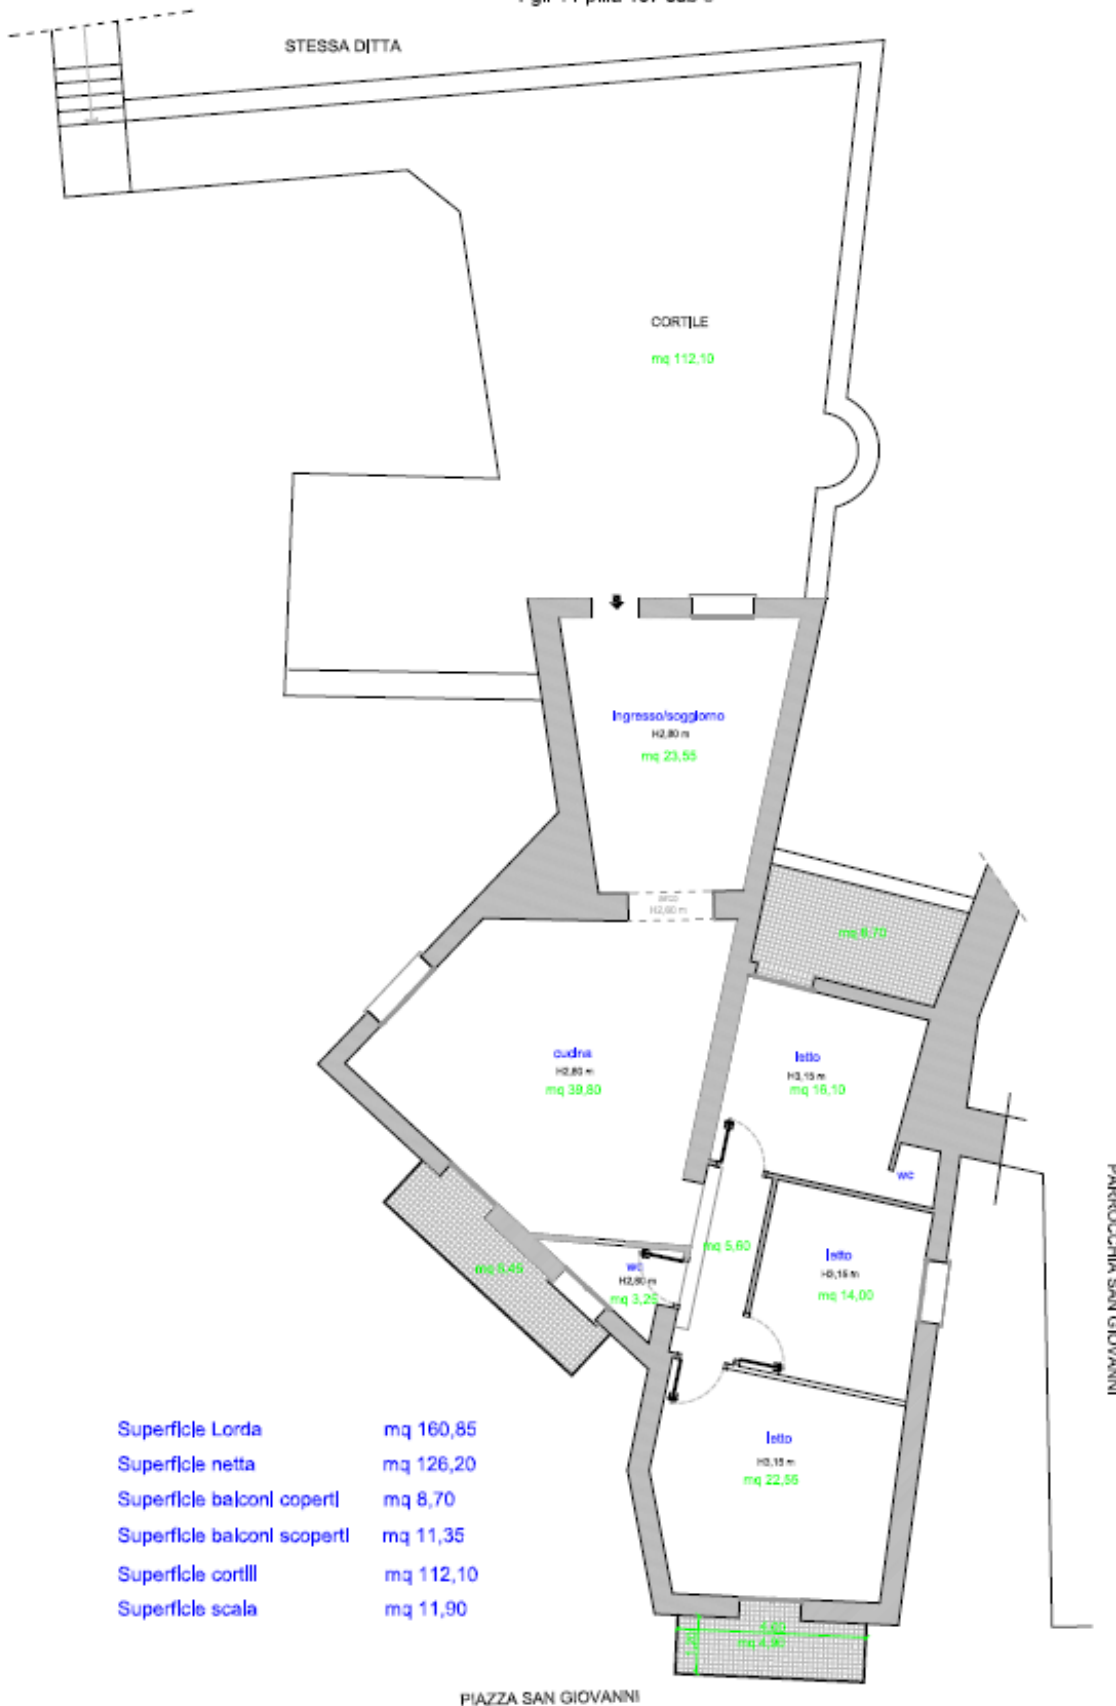 STESSA DITTA
CORTILE
mq 112,10
Ingresso/soggiorno
H2,80 m
mq 23,55
arco
H2,60 m
mq 8,70
cucina
H2,80 m
mq 39,80
letto
H3,15 m
mq 16,10
wc
mq 5,60
wc
H2,60 m
mq 3,25
letto
H3,15 m
mq 14,00
PARROCCHIA SAN GIOVANNI
letto
H3,15 m
mq 22,55
Superficie Lorda mq 160,85
Superficie netta mq 126,20
Superficie balconi coperti mq 8,70
Superficie balconi scoperti mq 11,35
Superficie cortili mq 112,10
Superficie scala mq 11,90
mq 4,90
PIAZZA SAN GIOVANNI